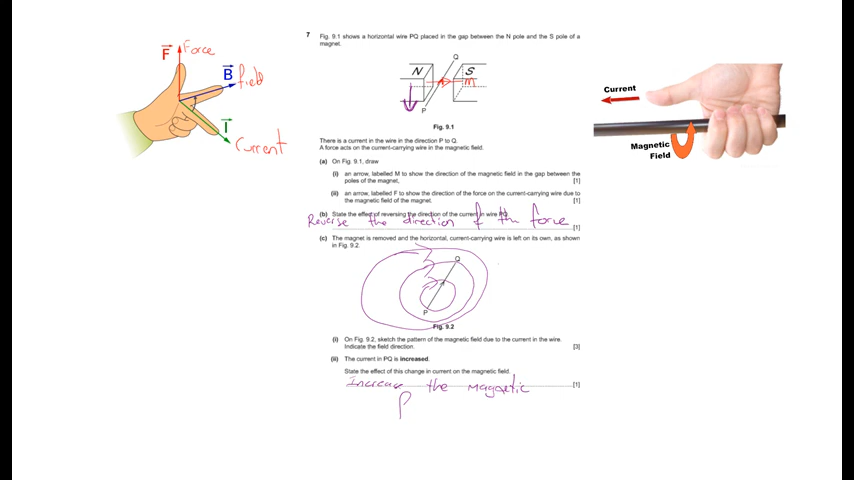 F Force
B field
I
Current
7 Fig. 9.1 shows a horizontal wire PQ placed in the gap between the N pole and the S pole of a
magnet.
Q
N S
M
P
Fig. 9.1
There is a current in the wire in the direction P to Q.
A force acts on the current-carrying wire in the magnetic field.
(a) On Fig. 9.1, draw
(i) an arrow, labelled M to show the direction of the magnetic field in the gap between the
poles of the magnet, [1]
(ii) an arrow, labelled F to show the direction of the force on the current-carrying wire due to
the magnetic field of the magnet. [1]
(b) State the effect of reversing the direction of the current in wire PQ.
Reverse the direction of the force
[1]
(c) The magnet is removed and the horizontal, current-carrying wire is left on its own, as shown
in Fig. 9.2.
Q
P
Fig. 9.2
(i) On Fig. 9.2, sketch the pattern of the magnetic field due to the current in the wire.
Indicate the field direction. [3]
(ii) The current in PQ is increased.
State the effect of this change in current on the magnetic field.
Increase the magnetic [1]
Current
Magnetic
Field